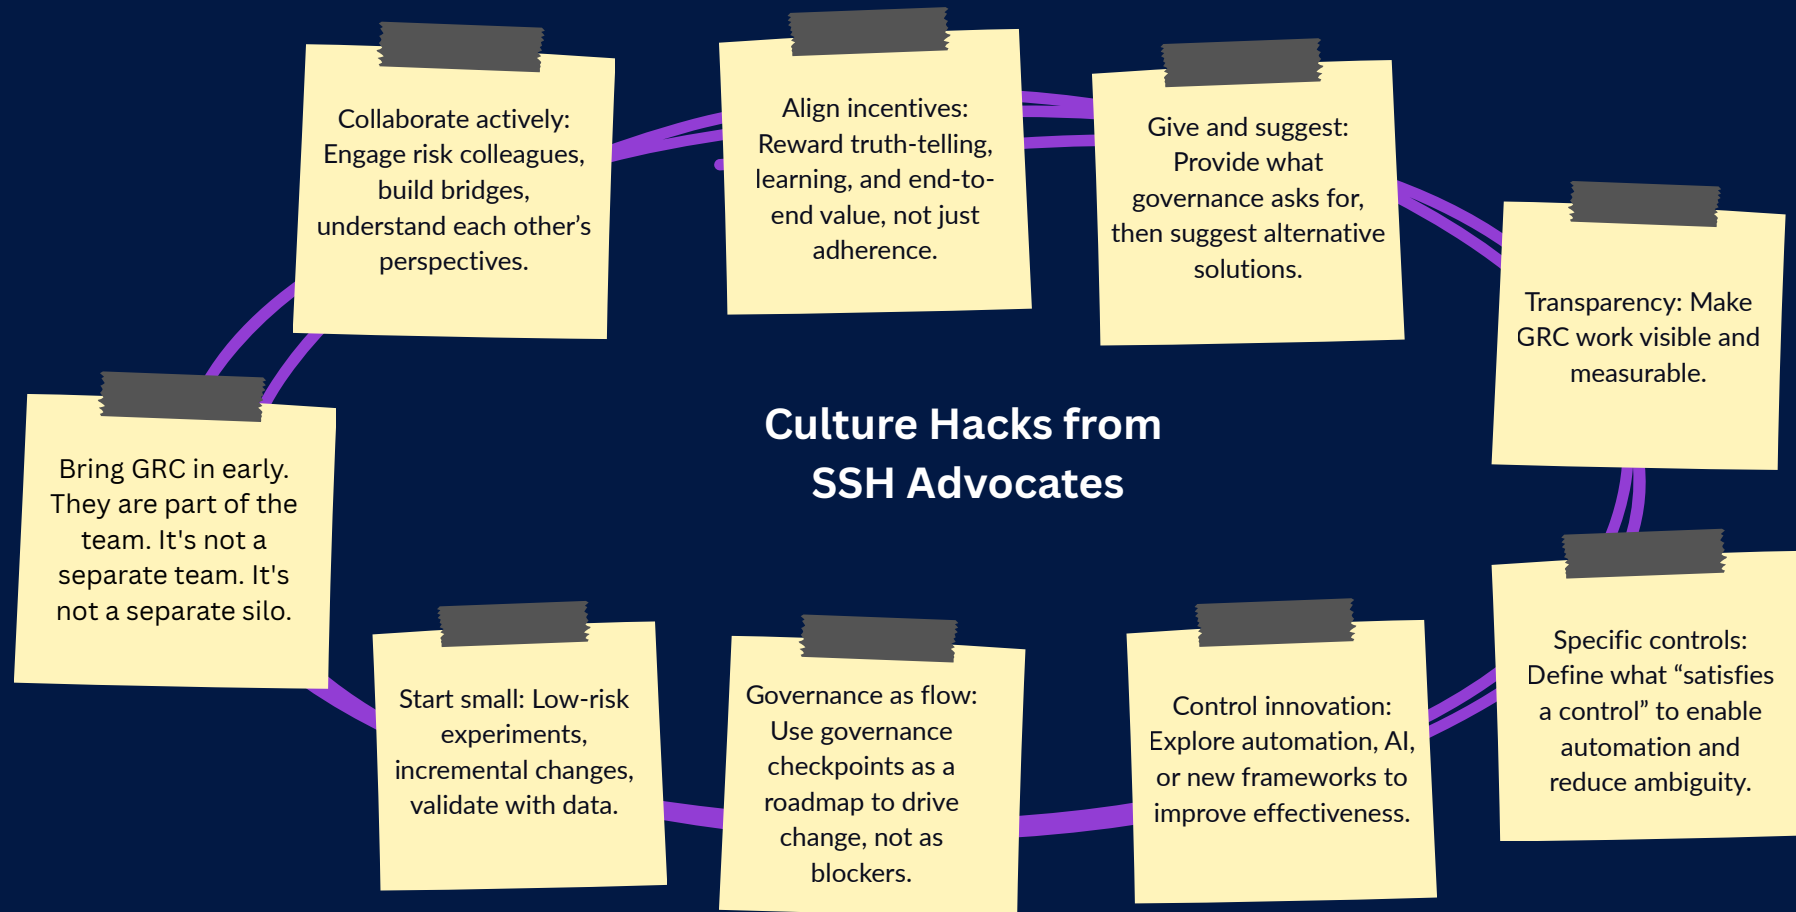 Collaborate actively:
Engage risk colleagues,
build bridges,
understand each other’s
perspectives.
Align incentives:
Reward truth-telling,
learning, and end-to-
end value, not just
adherence.
Give and suggest:
Provide what
governance asks for,
then suggest alternative
solutions.
Transparency: Make
GRC work visible and
measurable.
Culture Hacks from
SSH Advocates
Bring GRC in early.
They are part of the
team. It's not a
separate team. It's
not a separate silo.
Start small: Low-risk
experiments,
incremental changes,
validate with data.
Governance as flow:
Use governance
checkpoints as a
roadmap to drive
change, not as
blockers.
Control innovation:
Explore automation, AI,
or new frameworks to
improve effectiveness.
Specific controls:
Define what “satisfies
a control” to enable
automation and
reduce ambiguity.